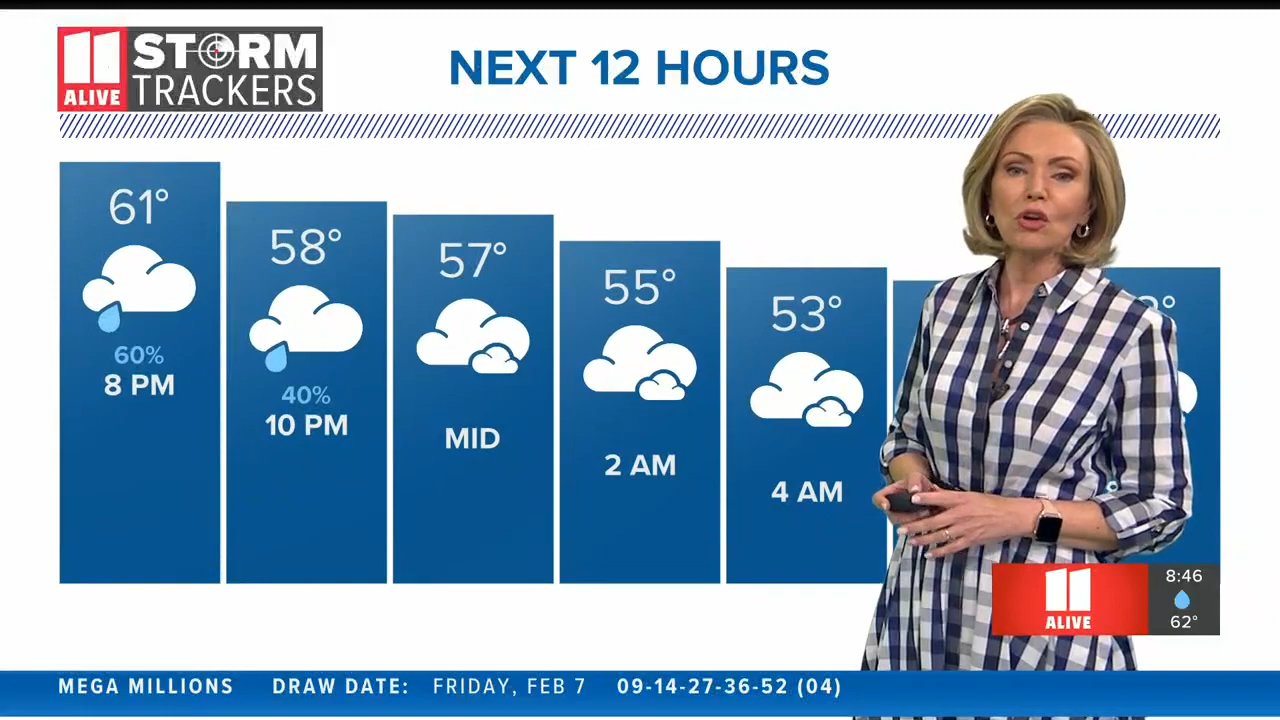 11 ALIVE
STORM
TRACKERS
NEXT 12 HOURS
61°
60%
8 PM
58°
40%
10 PM
57°
MID
55°
2 AM
53°
4 AM
11
ALIVE
8:46
62°
MEGA MILLIONS DRAW DATE: FRIDAY, FEB 7 09-14-27-36-52 (04)